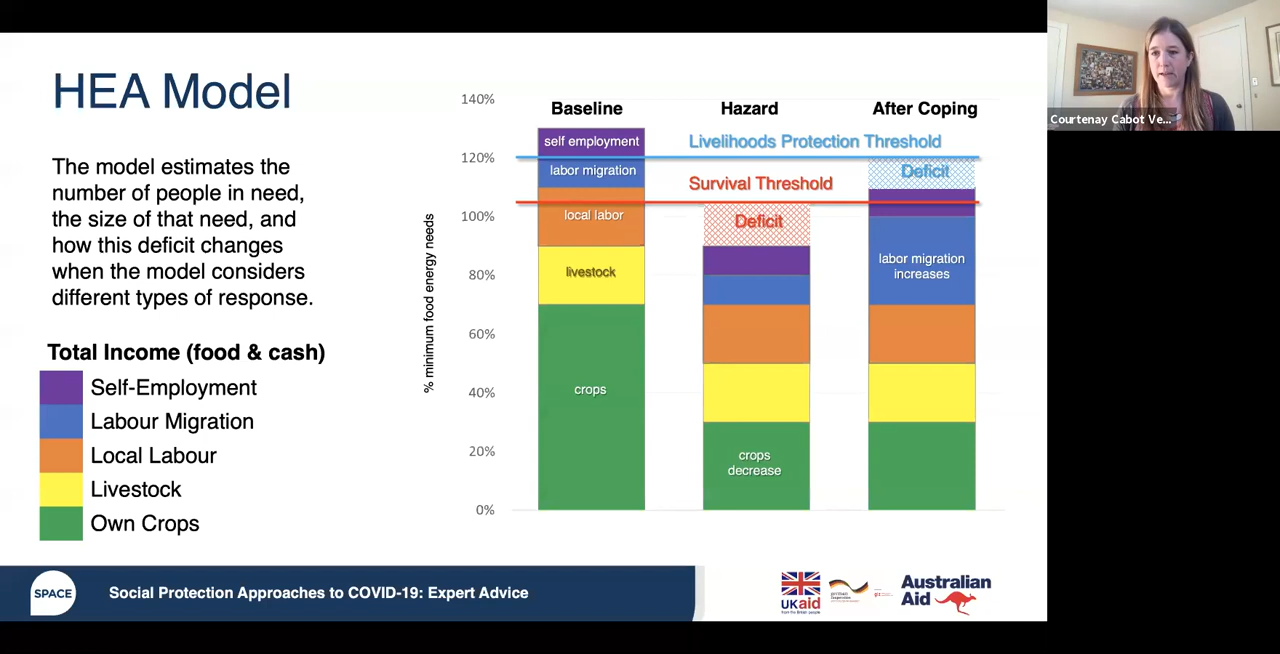 HEA Model
The model estimates the
number of people in need,
the size of that need, and
how this deficit changes
when the model considers
different types of response.
Total Income (food & cash)
Self-Employment
Labour Migration
Local Labour
Livestock
Own Crops
% minimum food energy needs
140%
120%
100%
80%
60%
40%
20%
0%
Baseline
Hazard
After Coping
self employment
labor migration
local labor
livestock
crops
Livelihoods Protection Threshold
Survival Threshold
Deficit
crops
decrease
Deficit
labor migration
increases
SPACE
Social Protection Approaches to COVID-19: Expert Advice
UKaid
from the British people
german
cooperation
giz
Australian
Aid
Courtenay Cabot Ve...